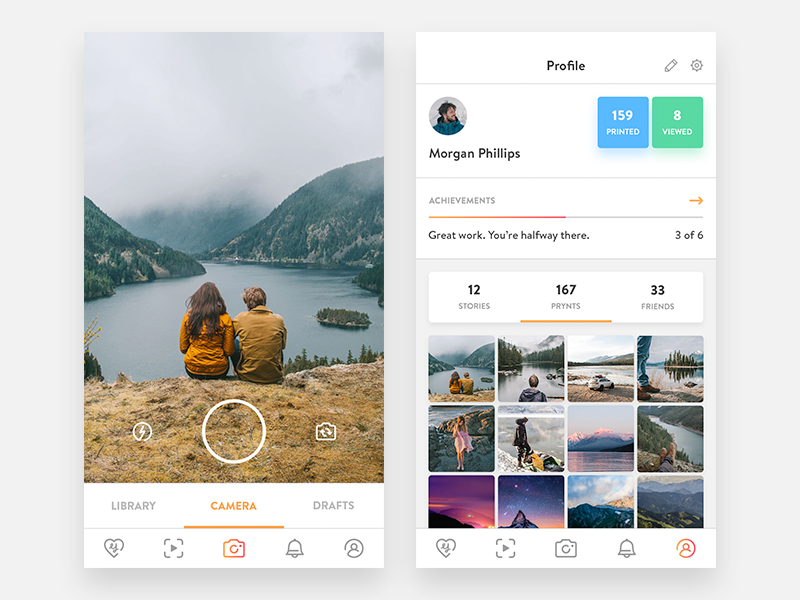 LIBRARY CAMERA DRAFTS
Profile
159 8
PRINTED VIEWED
Morgan Phillips
ACHIEVEMENTS
Great work. You’re halfway there. 3 of 6
12 167 33
STORIES PRYNTS FRIENDS